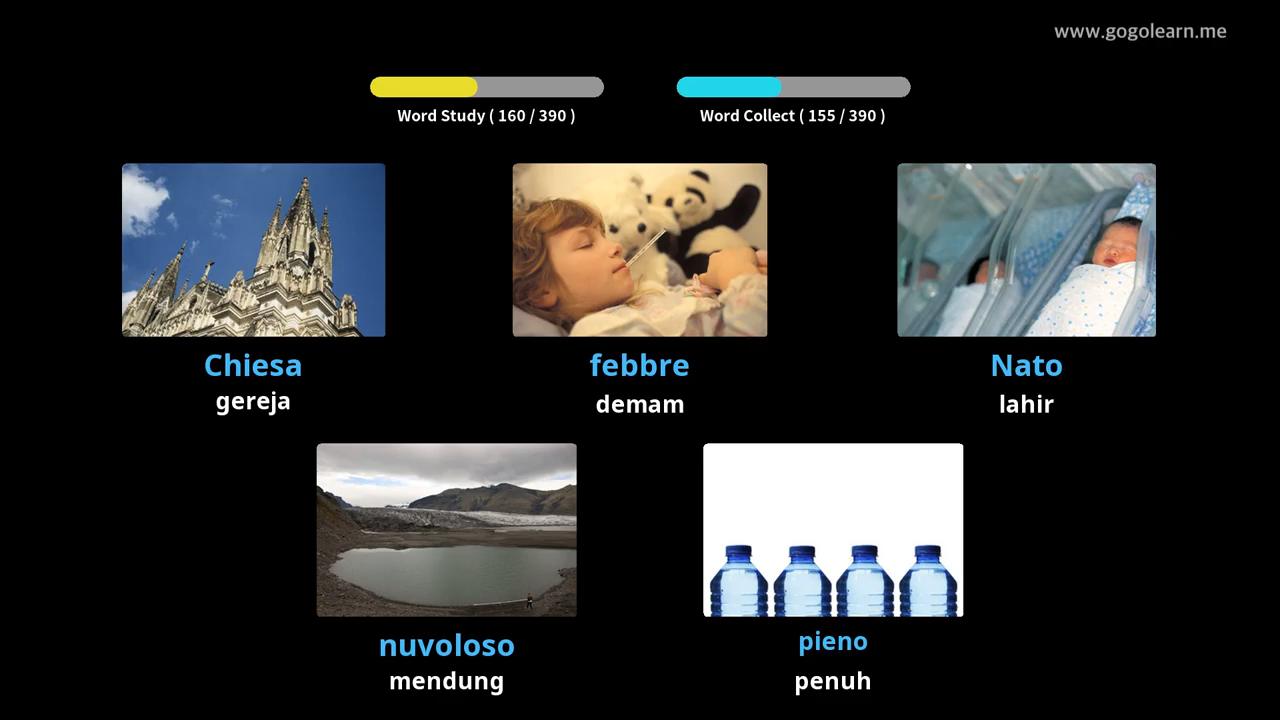 www.gogolearn.me
Word Study ( 160 / 390 )
Word Collect ( 155 / 390 )
Chiesa
gereja
febbre
demam
Nato
lahir
nuvoloso
mendung
pieno
penuh